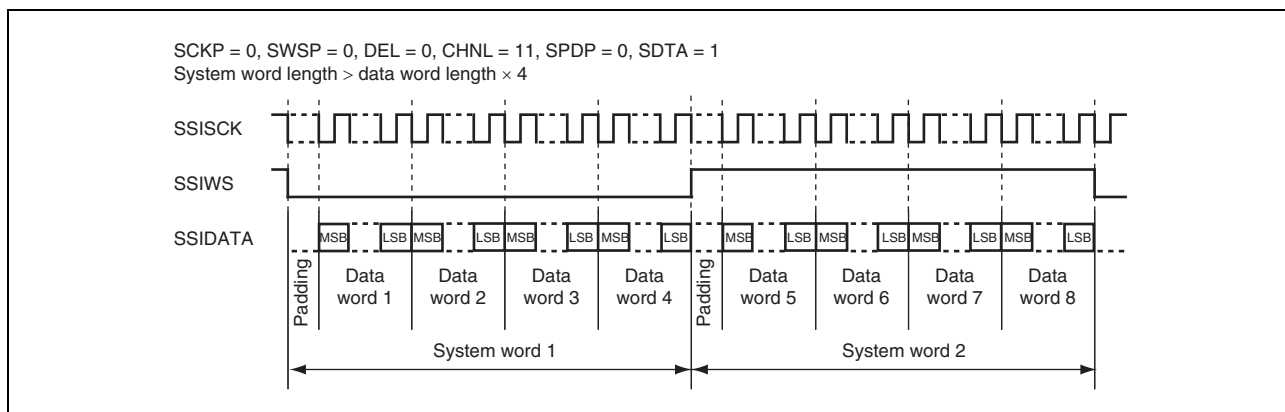 SCKP = 0, SWSP = 0, DEL = 0, CHNL = 11, SPDP = 0, SDTA = 1
System word length > data word length × 4
SSISCK
SSIWS
SSIDATA
MSB LSB MSB LSB MSB LSB MSB LSB MSB LSB MSB LSB MSB LSB MSB LSB
Padding Data word 1 Data word 2 Data word 3 Data word 4 Padding Data word 5 Data word 6 Data word 7 Data word 8
System word 1 System word 2